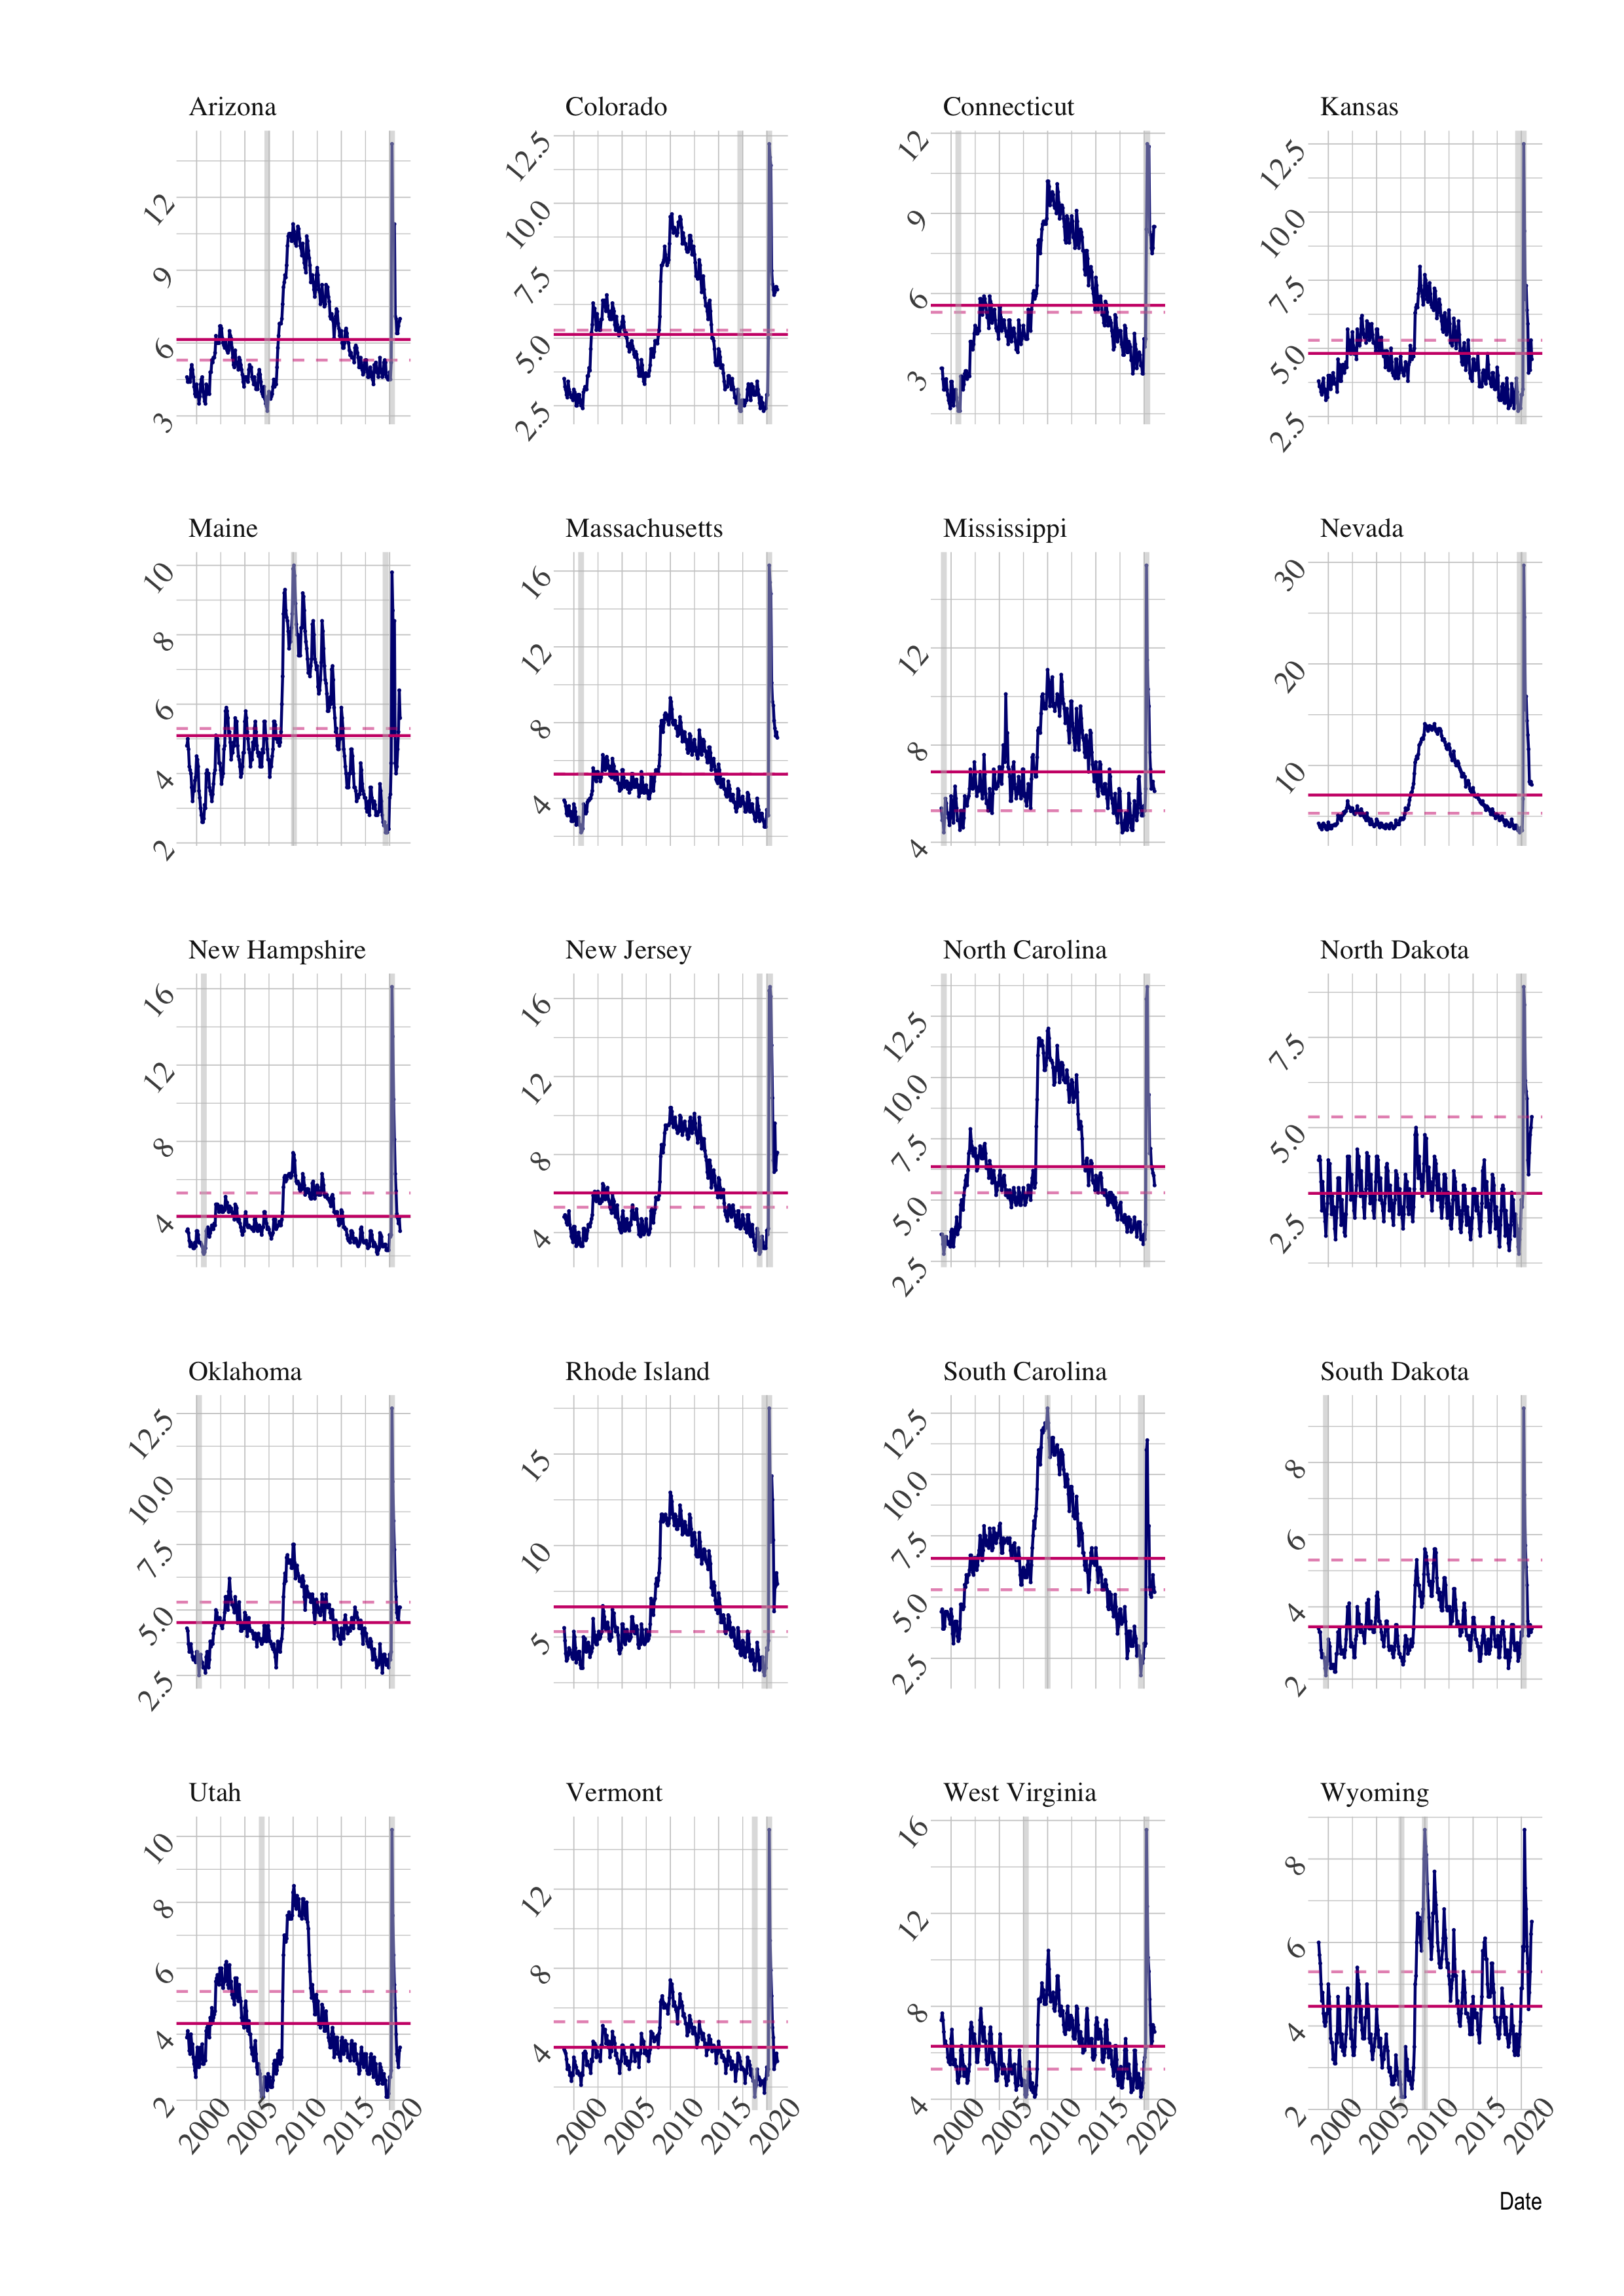 Arizona Colorado Connecticut Kansas
12 9 6 3
12.5 10.0 7.5 5.0 2.5
12 9 6 3
12.5 10.0 7.5 5.0 2.5
Maine Massachusetts Mississippi Nevada
10 8 6 4 2
16 12 8 4
12 8 4
30 20 10
New Hampshire New Jersey North Carolina North Dakota
16 12 8 4
16 12 8 4
12.5 10.0 7.5 5.0 2.5
7.5 5.0 2.5
Oklahoma Rhode Island South Carolina South Dakota
12.5 10.0 7.5 5.0 2.5
15 10 5
12.5 10.0 7.5 5.0 2.5
8 6 4 2
Utah Vermont West Virginia Wyoming
10 8 6 4 2
12 8 4
16 12 8 4
8 6 4 2
2000 2005 2010 2015 2020 2000 2005 2010 2015 2020 2000 2005 2010 2015 2020 2000 2005 2010 2015 2020
Date